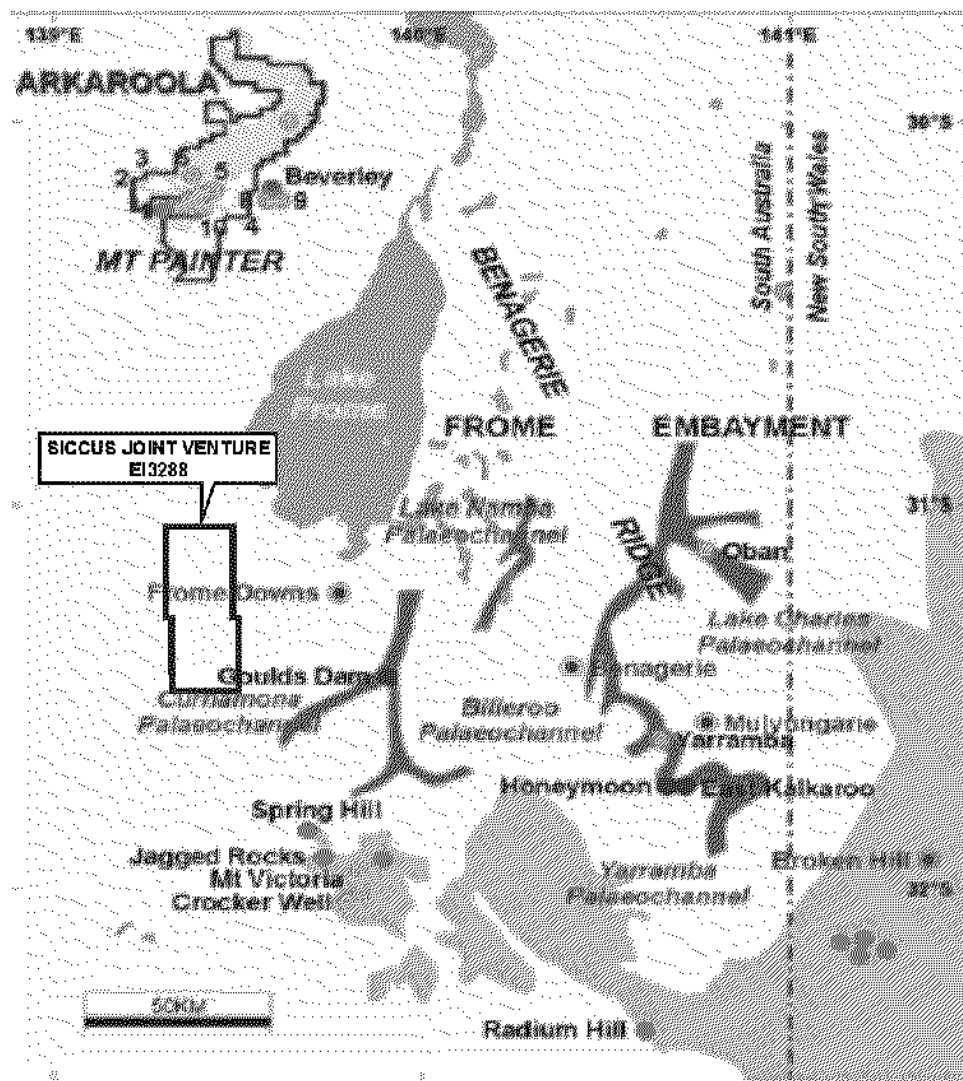 139°E
140°E
141°E
ARKAROOLA
30°S
3
6
5
2
Beverley
8
9
10
4
MT PAINTER
South Australia
New South Wales
BENAGERIE
Lake
Frome
FROME
EMBAYMENT
SICCUS JOINT VENTURE
El3288
Lake Namba
Palaeochannel
31°S
RIDGE
Oban
Frome Downs
Lake Charles
Palaeochannel
Benagerie
Goulds Dam
Curnamona
Palaeochannel
Billeroo
Palaeochannel
Mulyungarie
Yarramba
Honeymoon
East Kalkaroo
Spring Hill
Jagged Rocks
Mt Victoria
Crocker Well
Yarramba
Palaeochannel
Broken Hill
32°S
50KM
Radium Hill